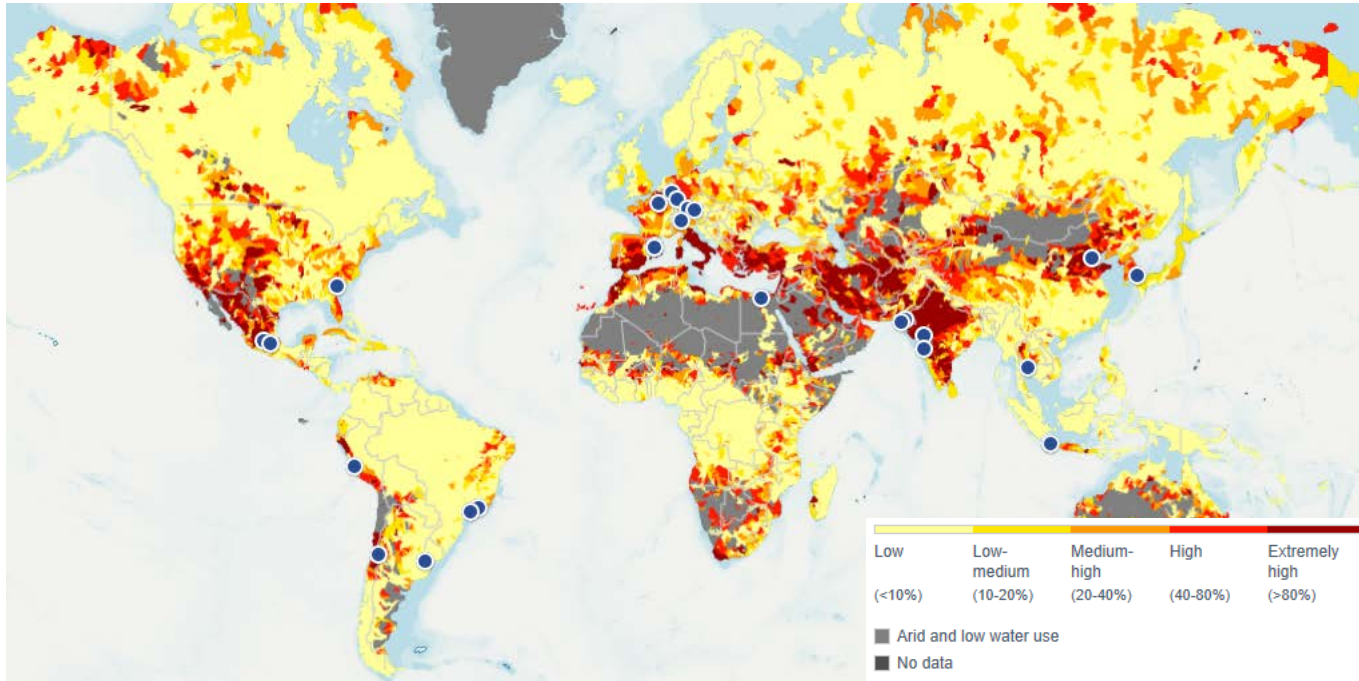 Low
Low-
medium
Medium-
high
High
Extremely
high
(<10%)
(10-20%)
(20-40%)
(40-80%)
(>80%)
Arid and low water use
No data